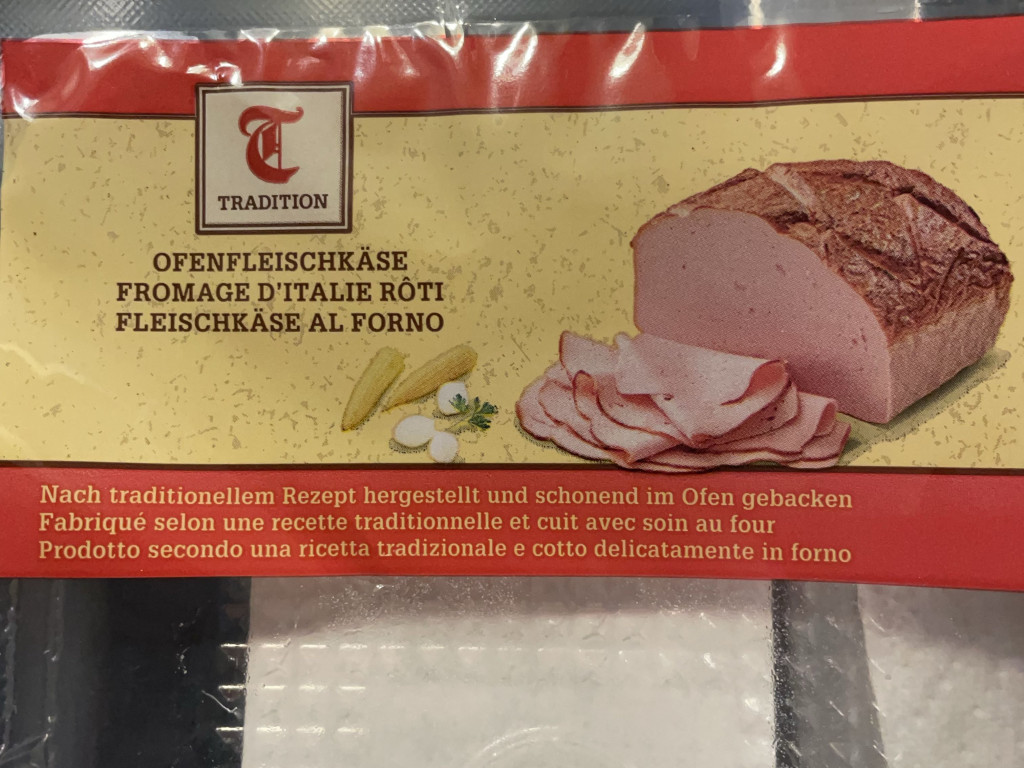 T
TRADITION
OFENFLEISCHKÄSE
FROMAGE D'ITALIE RÔTI
FLEISCHKÄSE AL FORNO
Nach traditionellem Rezept hergestellt und schonend im Ofen gebacken
Fabriqué selon une recette traditionnelle et cuit avec soin au four
Prodotto secondo una ricetta tradizionale e cotto delicatamente in forno